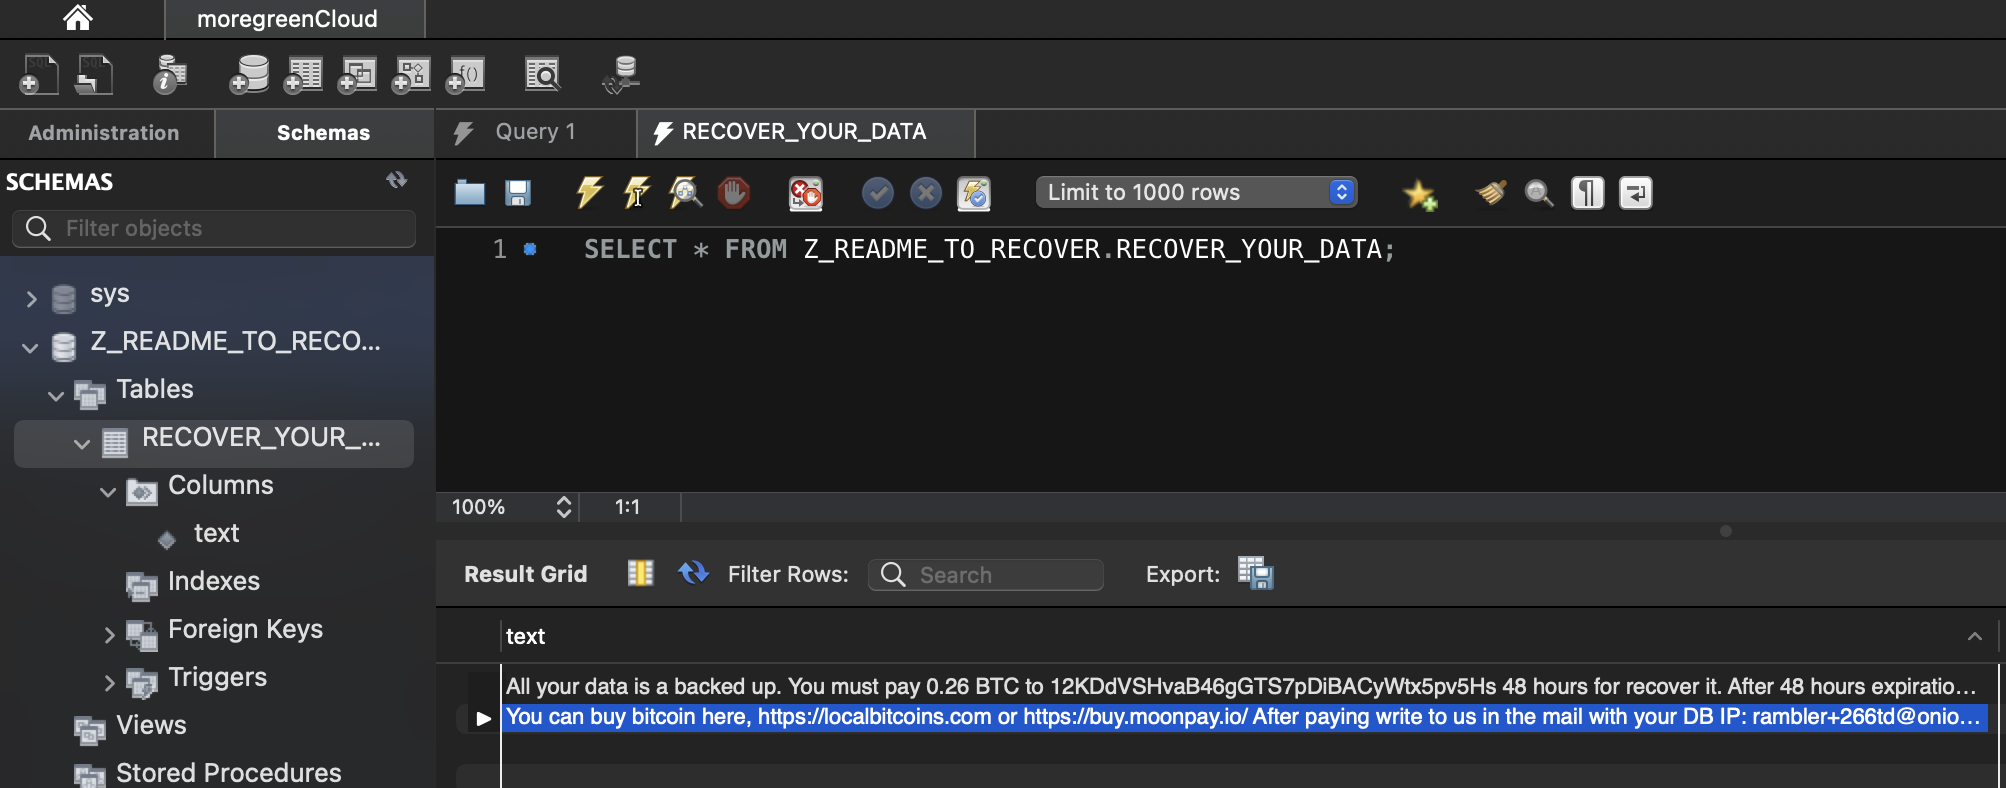 moregreenCloud
Administration
Schemas
Query 1
RECOVER_YOUR_DATA
SCHEMAS
Filter objects
sys
Z_README_TO_RECO...
Tables
RECOVER_YOUR_...
Columns
text
Indexes
Foreign Keys
Triggers
Views
Stored Procedures
Limit to 1000 rows
1 SELECT * FROM Z_README_TO_RECOVER.RECOVER_YOUR_DATA;
100% 1:1
Result Grid Filter Rows: Search Export:
text
All your data is a backed up. You must pay 0.26 BTC to 12KDdVSHvaB46gGTS7pDiBACyWtx5pv5Hs 48 hours for recover it. After 48 hours expiratio...
You can buy bitcoin here, https://localbitcoins.com or https://buy.moonpay.io/ After paying write to us in the mail with your DB IP: rambler+266td@onio...